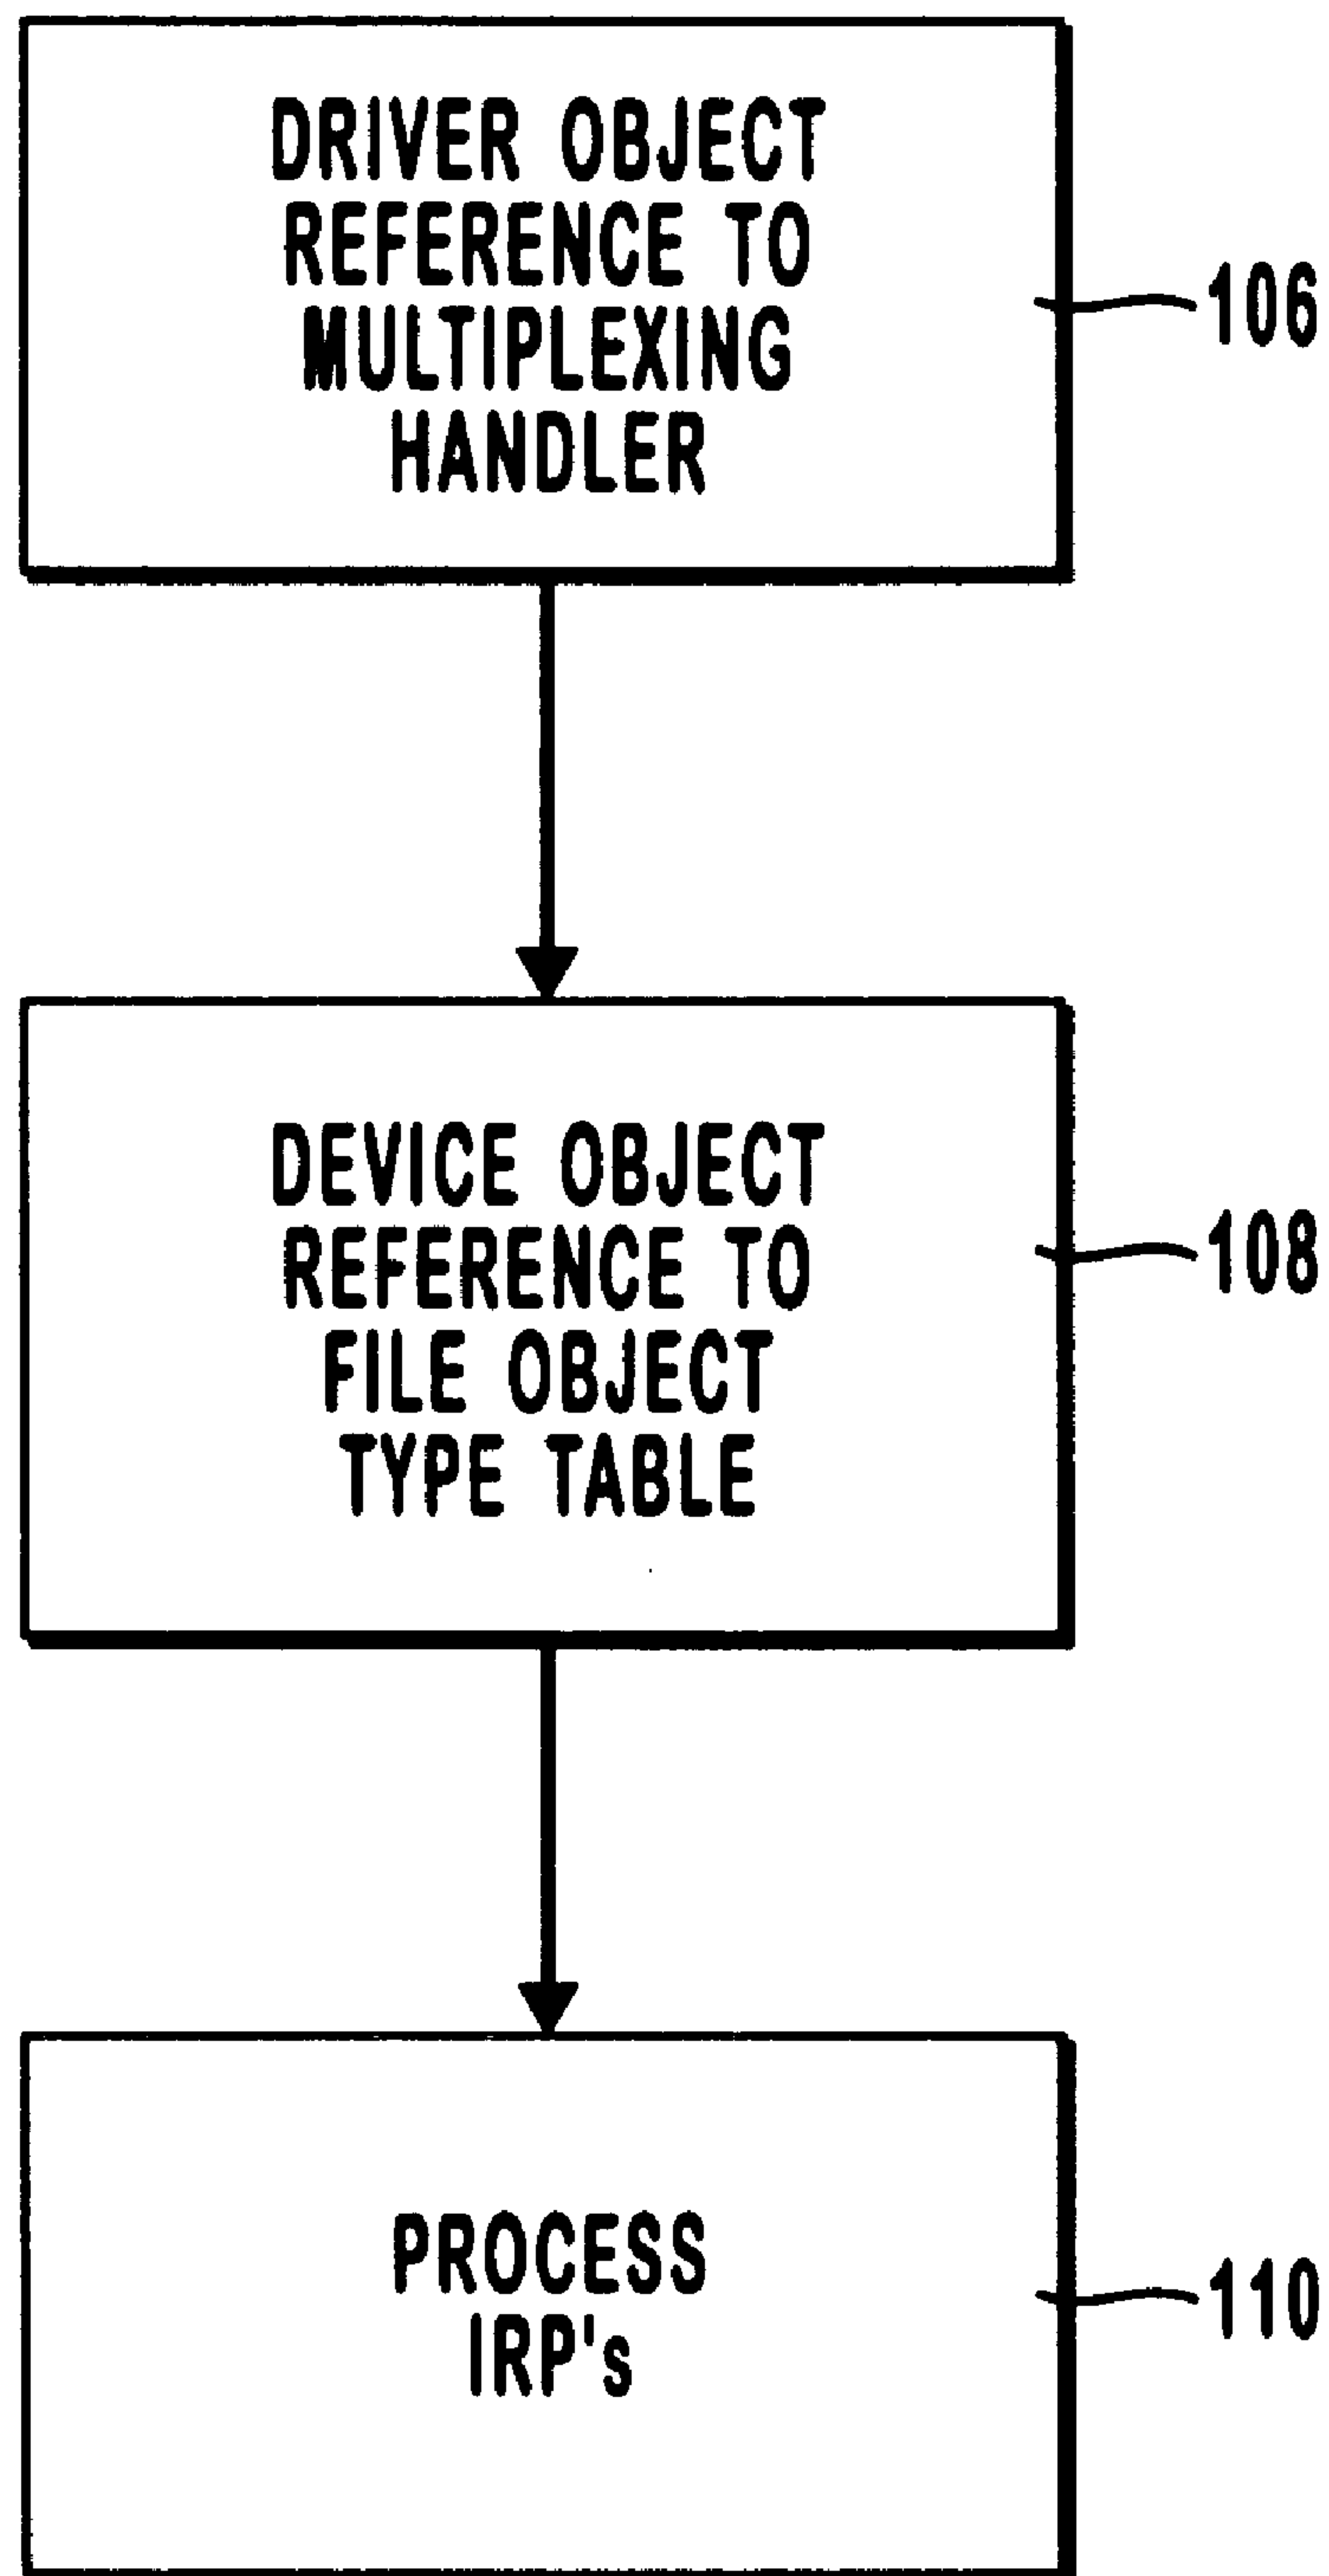 DRIVER OBJECT
REFERENCE TO
MULTIPLEXING
HANDLER
106
DEVICE OBJECT
REFERENCE TO
FILE OBJECT
TYPE TABLE
108
PROCESS
IRP's
110